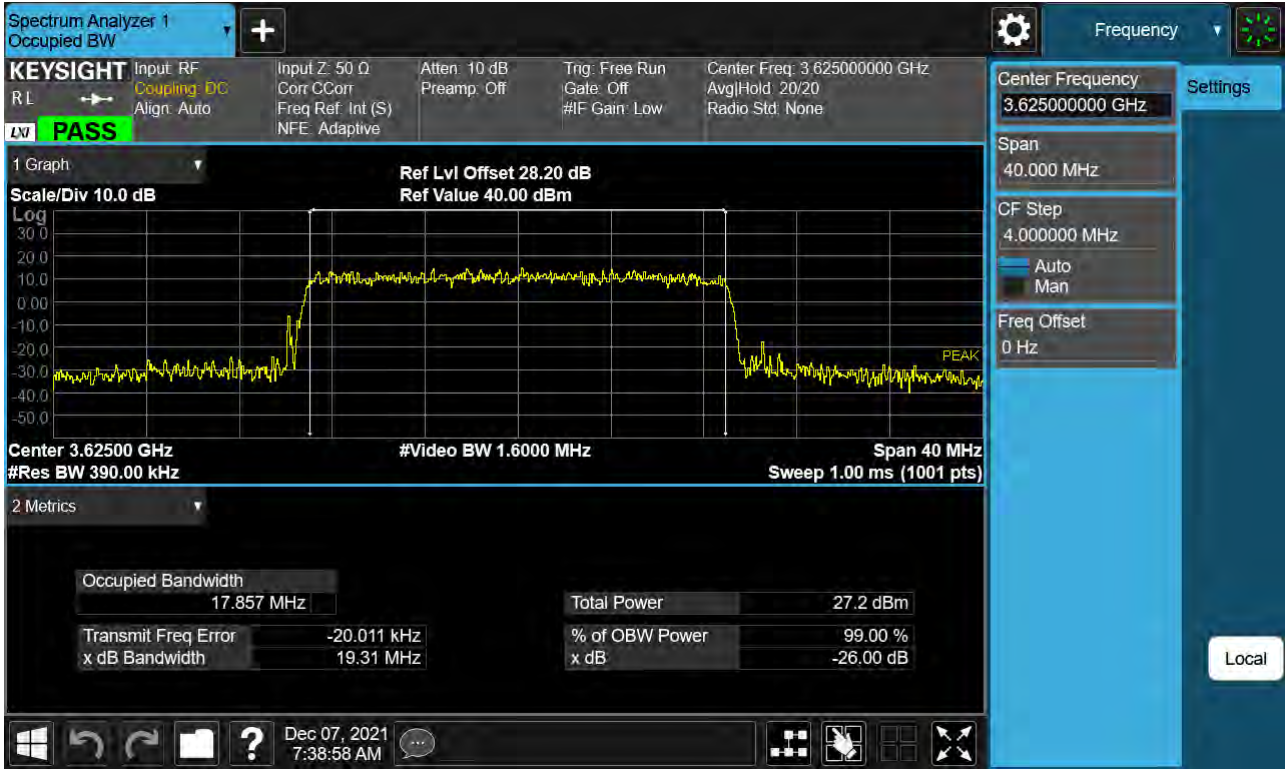 Spectrum Analyzer 1
Occupied BW
Frequency
KEYSIGHT
RL
LXI
PASS
Input: RF
Coupling: DC
Align: Auto
Input Z: 50 Ω
Corr CCorr
Freq Ref: Int (S)
NFE: Adaptive
Atten: 10 dB
Preamp: Off
Trig: Free Run
Gate: Off
#IF Gain: Low
Center Freq: 3.625000000 GHz
Avg|Hold: 20/20
Radio Std: None
Center Frequency
3.625000000 GHz
Settings
Span
40.000 MHz
CF Step
4.000000 MHz
Auto
Man
Freq Offset
0 Hz
Local
1 Graph
Scale/Div 10.0 dB
Ref Lvl Offset 28.20 dB
Ref Value 40.00 dBm
Log
30.0
20.0
10.0
0.00
-10.0
-20.0
-30.0
-40.0
-50.0
PEAK
Center 3.62500 GHz
#Video BW 1.6000 MHz
Span 40 MHz
#Res BW 390.00 kHz
Sweep 1.00 ms (1001 pts)
2 Metrics
Occupied Bandwidth
17.857 MHz
Total Power 27.2 dBm
Transmit Freq Error -20.011 kHz
% of OBW Power 99.00 %
x dB Bandwidth 19.31 MHz
x dB -26.00 dB
?
Dec 07, 2021
7:38:58 AM